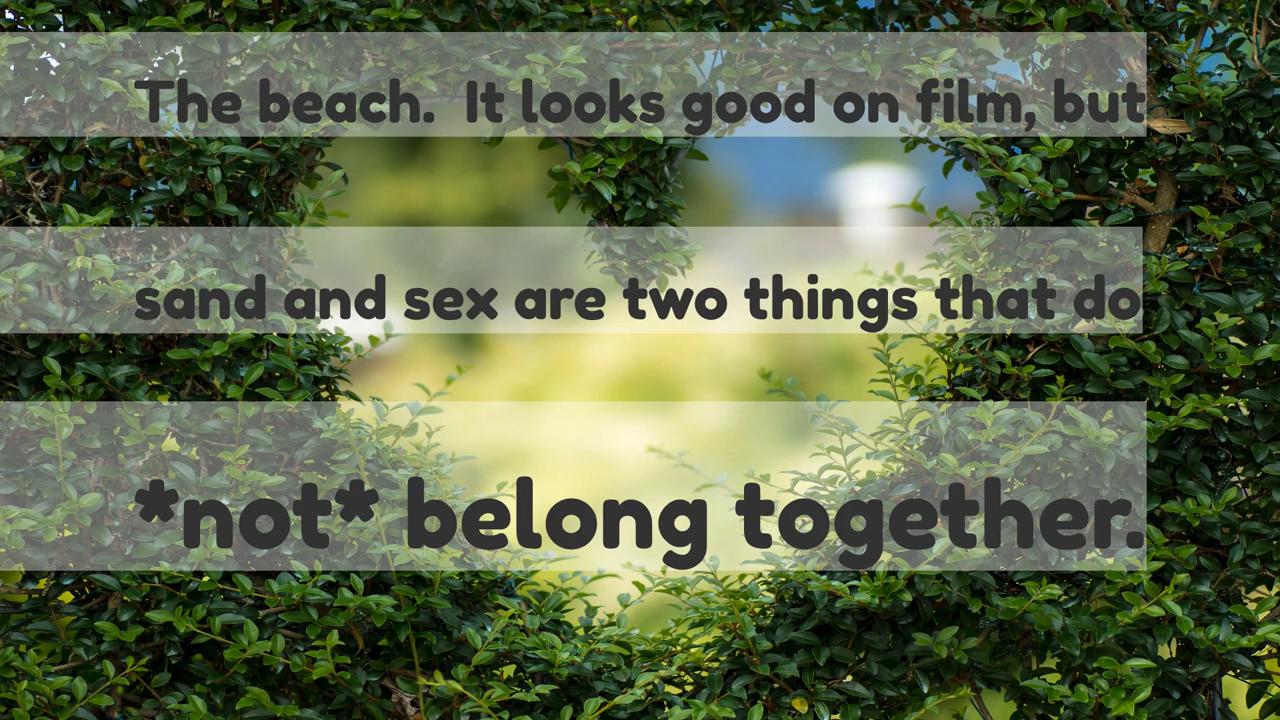 The beach.  It looks good on film, but
sand and sex are two things that do
*not* belong together.